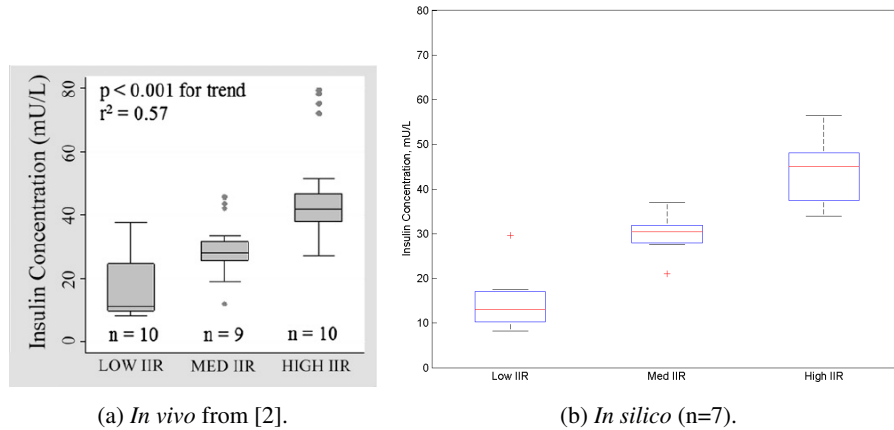 Insulin Concentration (mU/L)
80
60
40
20
0
p < 0.001 for trend
r² = 0.57
n = 10 n = 9 n = 10
LOW IIR MED IIR HIGH IIR
(a) In vivo from [2].
Insulin Concentration, mU/L
80
70
60
50
40
30
20
10
0
Low IIR Med IIR High IIR
(b) In silico (n=7).